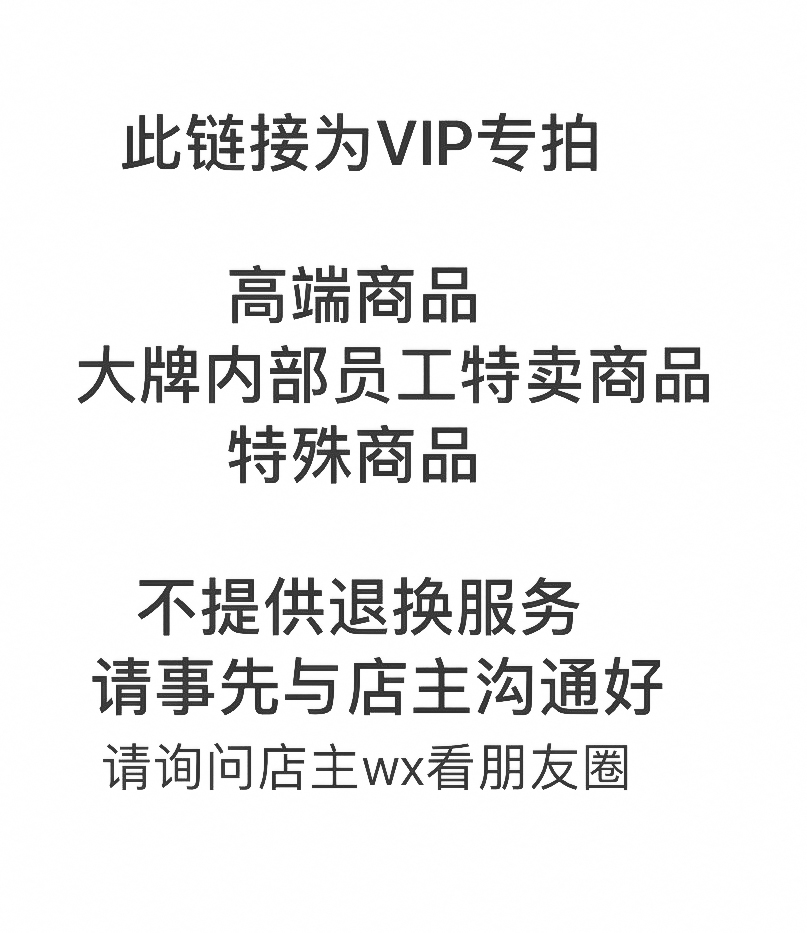 此链接为VIP专拍
高端商品
大牌内部员工特卖商品
特殊商品
不提供退换服务
请事先与店主沟通好
请询问店主wx看朋友圈